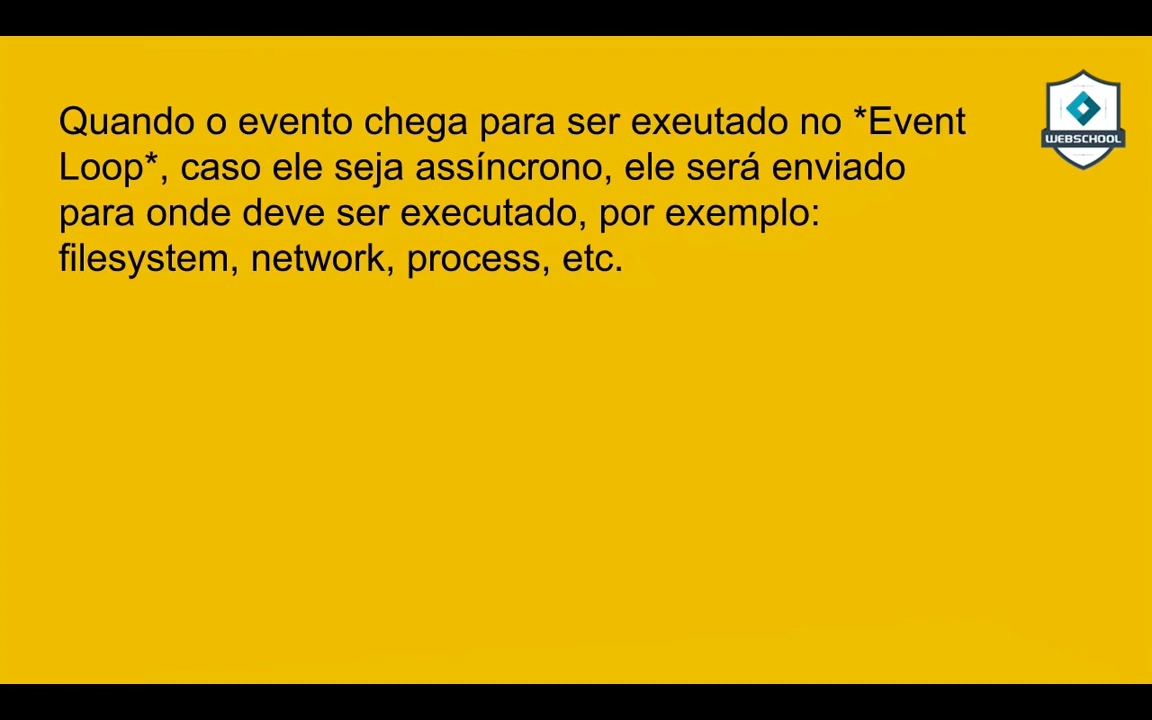 Quando o evento chega para ser exeutado no *Event
Loop*, caso ele seja assíncrono, ele será enviado
para onde deve ser executado, por exemplo:
filesystem, network, process, etc.
WEBSCHOOL